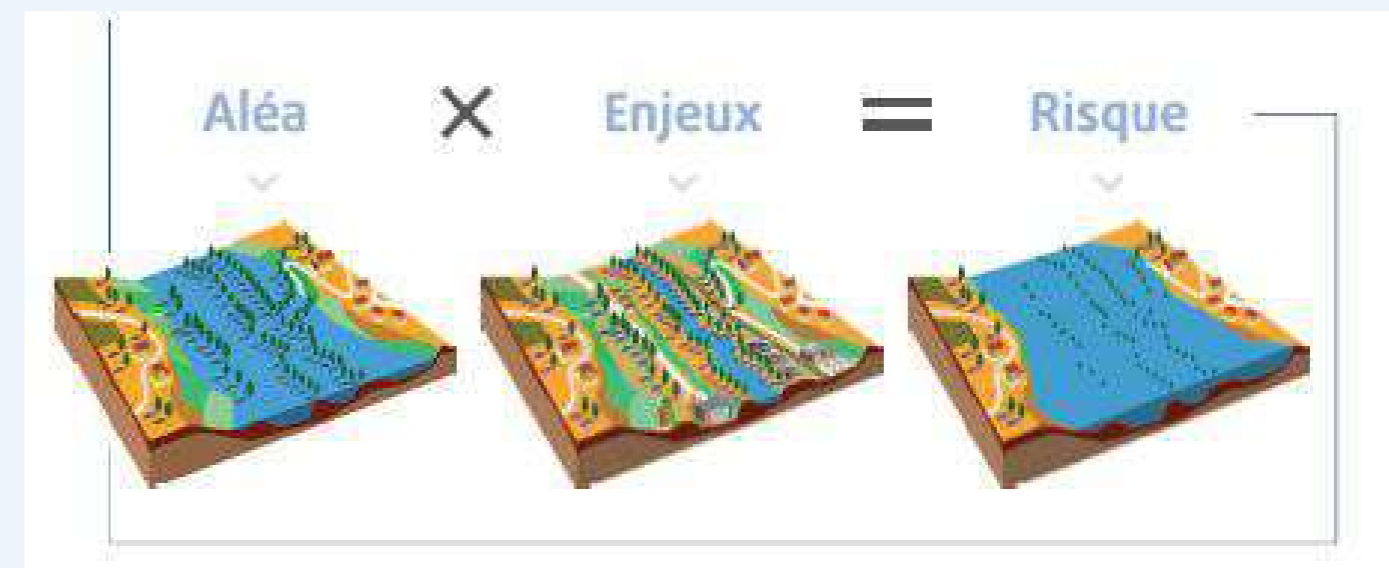 Aléa × Enjeux = Risque